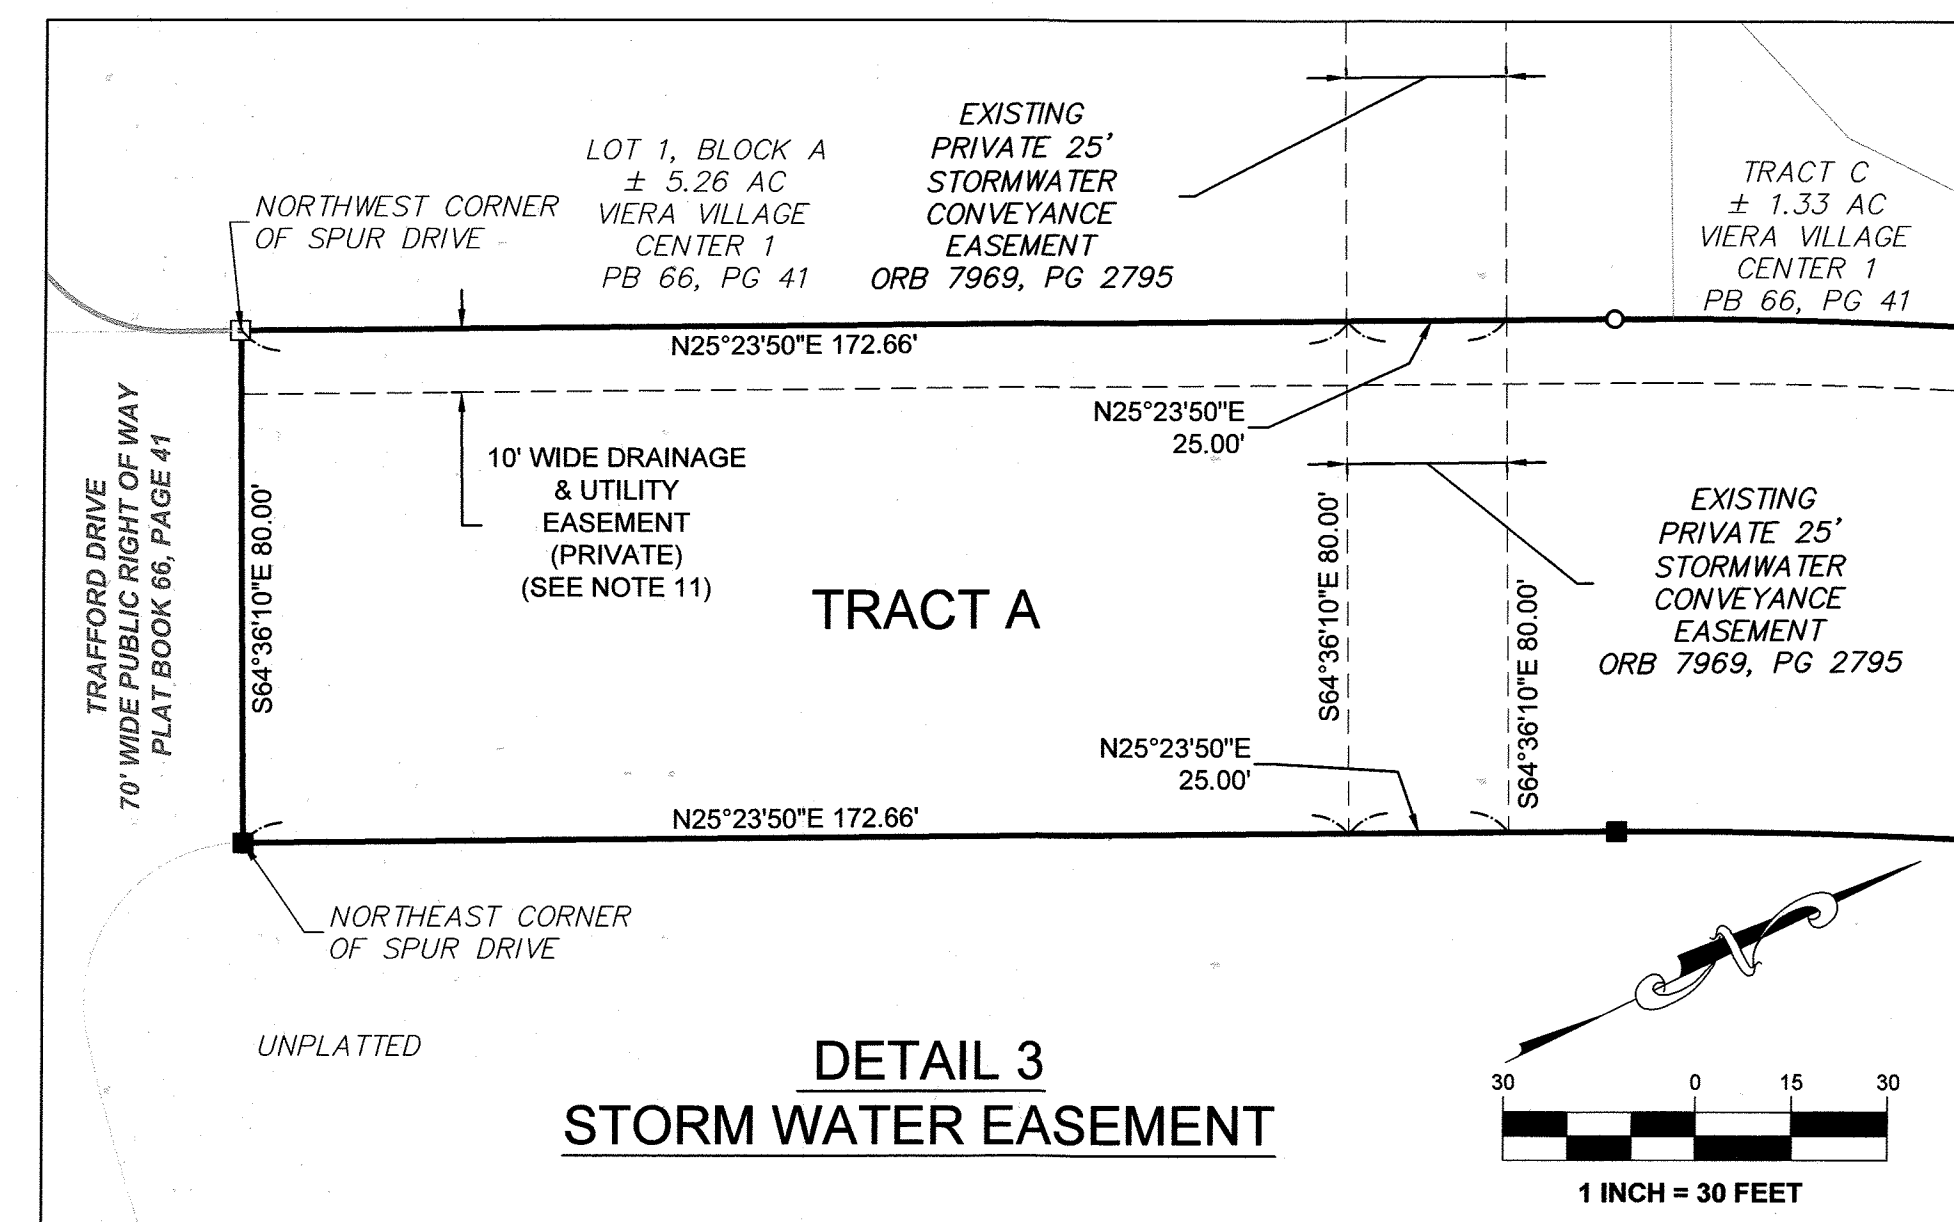 EXISTING
PRIVATE 25'
STORMWATER
CONVEYANCE
EASEMENT
ORB 7969, PG 2795
LOT 1, BLOCK A
± 5.26 AC
VIERA VILLAGE
CENTER 1
PB 66, PG 41
TRACT C
± 1.33 AC
VIERA VILLAGE
CENTER 1
PB 66, PG 41
NORTHWEST CORNER
OF SPUR DRIVE
N25°23'50"E 172.66'
N25°23'50"E
25.00'
TRAFFORD DRIVE
70' WIDE PUBLIC RIGHT OF WAY
PLAT BOOK 66, PAGE 41
S64°36'10"E 80.00'
10' WIDE DRAINAGE
& UTILITY
EASEMENT
(PRIVATE)
(SEE NOTE 11)
TRACT A
S64°36'10"E 80.00'
S64°36'10"E 80.00'
EXISTING
PRIVATE 25'
STORMWATER
CONVEYANCE
EASEMENT
ORB 7969, PG 2795
N25°23'50"E
25.00'
N25°23'50"E 172.66'
NORTHEAST CORNER
OF SPUR DRIVE
UNPLATTED
N
DETAIL 3
STORM WATER EASEMENT
30 0 15 30
1 INCH = 30 FEET